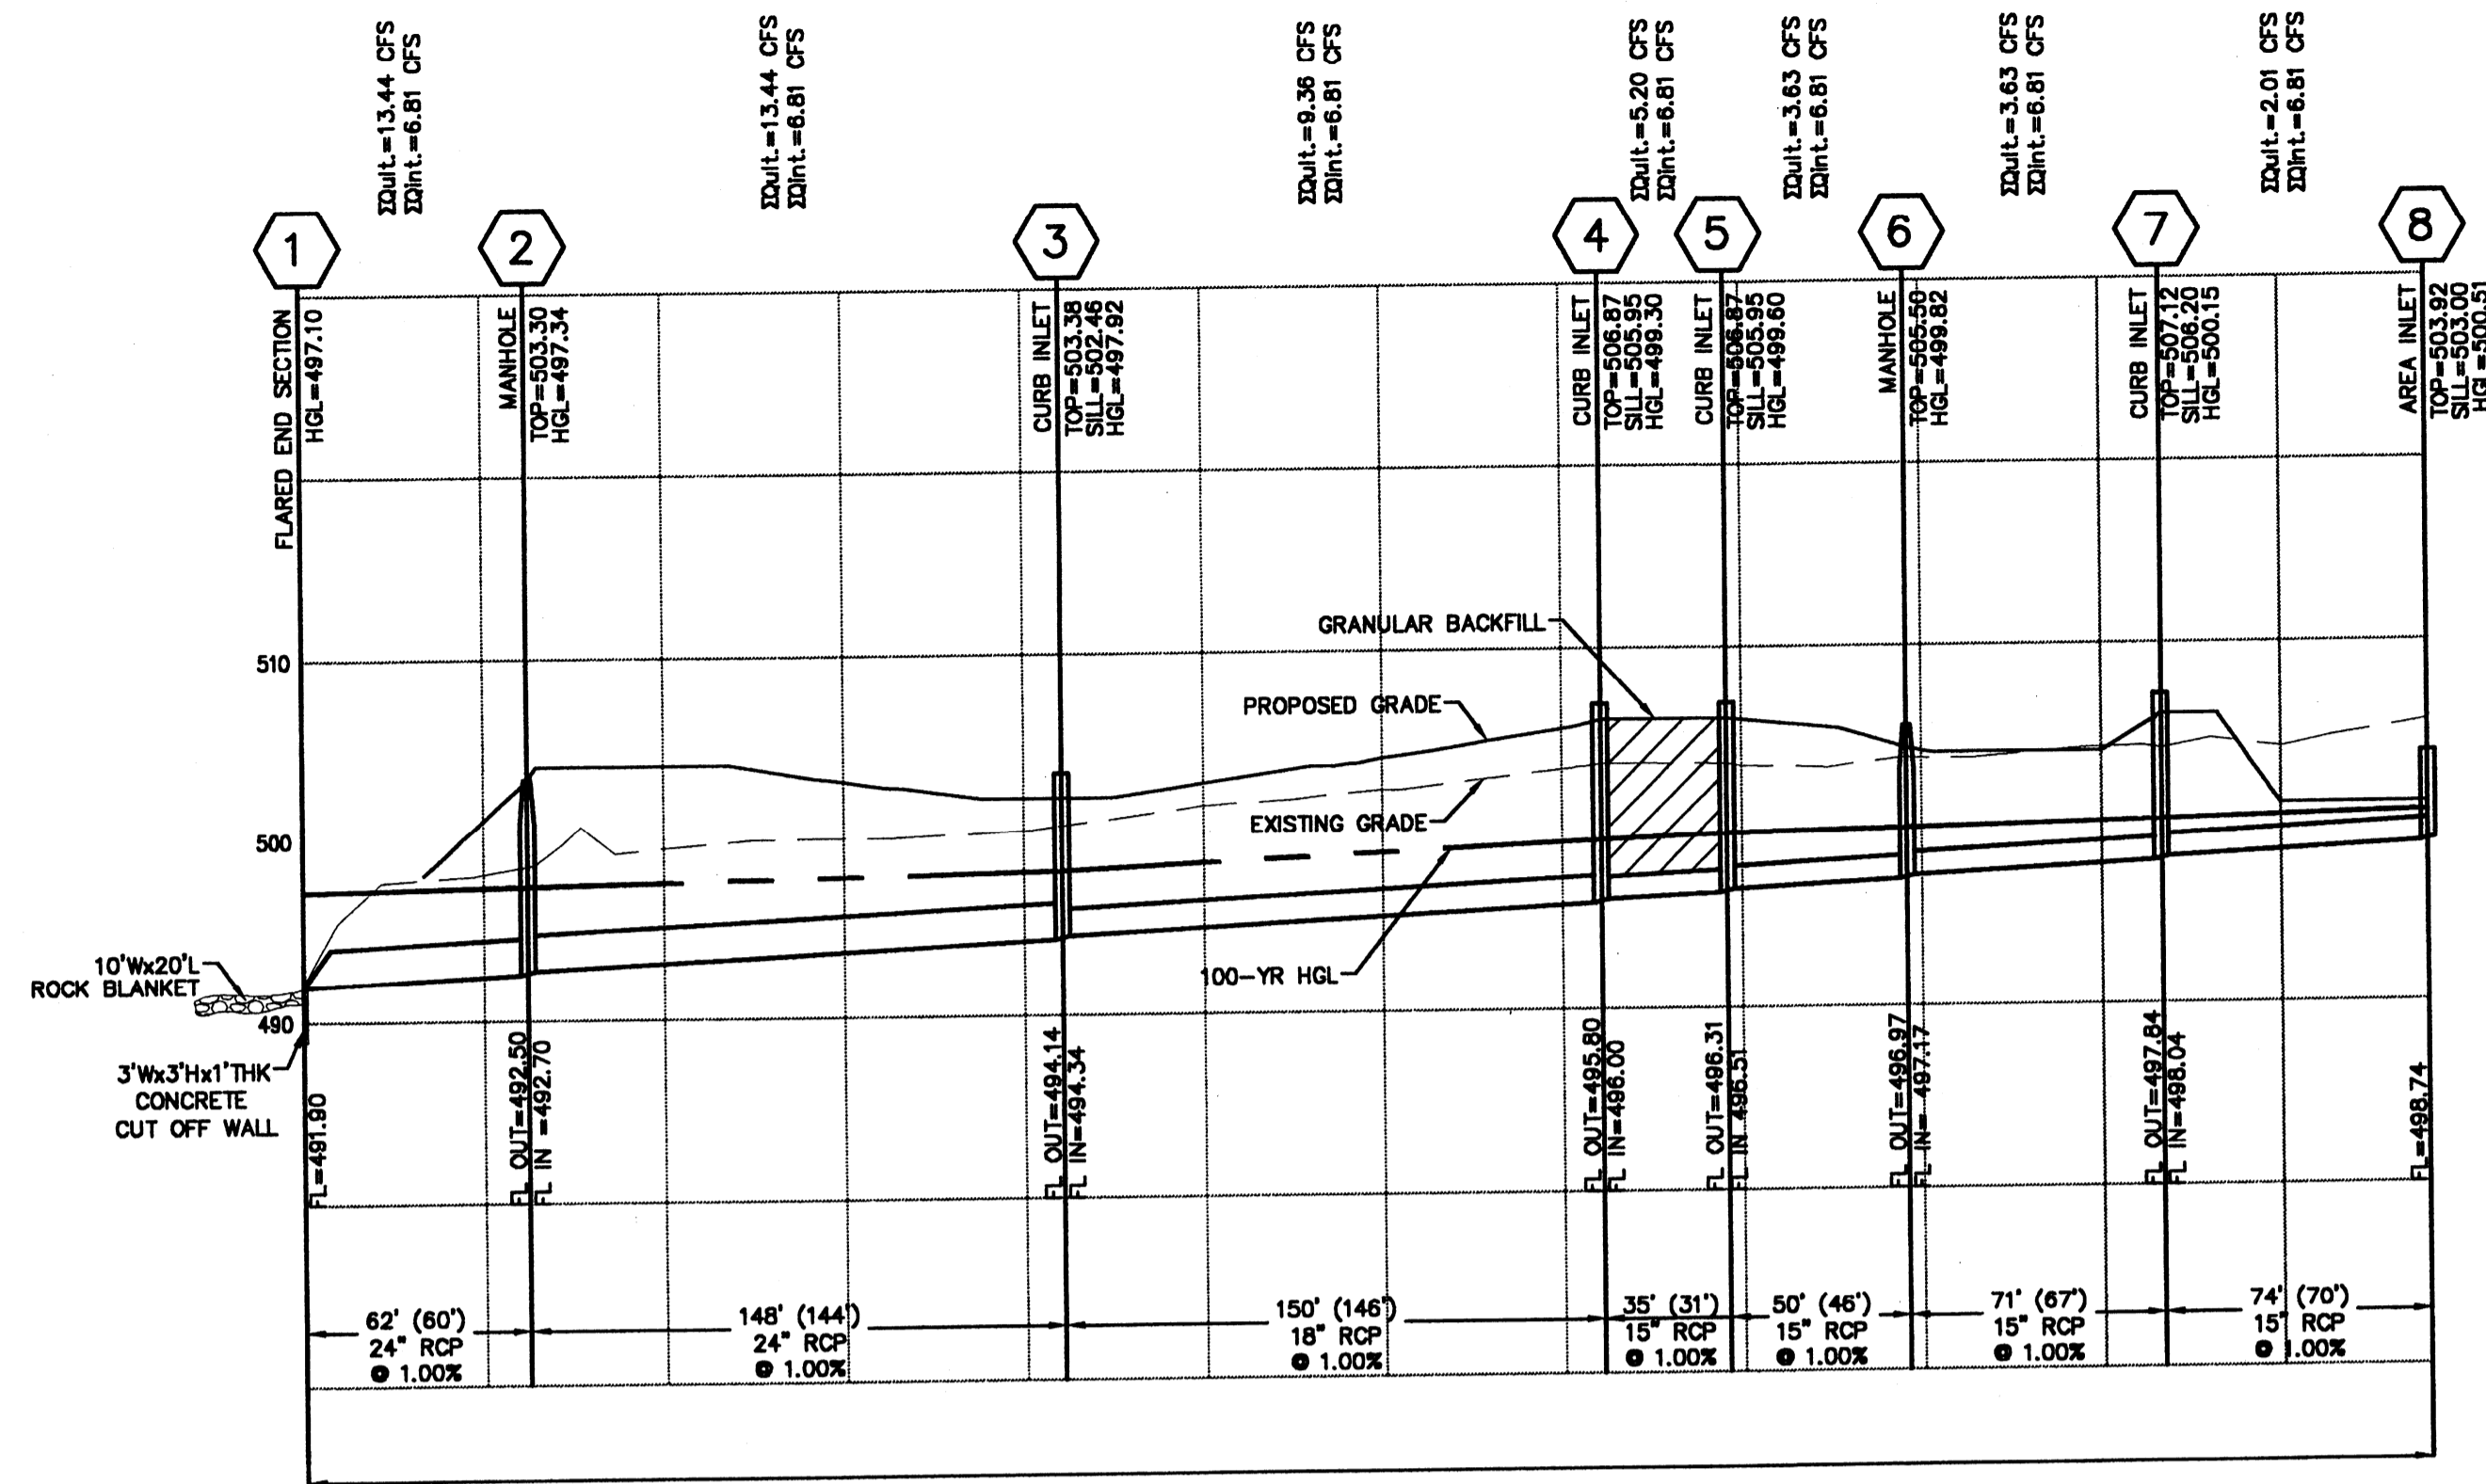 ΣQult.=13.44 CFS
ΣQint.=6.81 CFS
ΣQult.=13.44 CFS
ΣQint.=6.81 CFS
ΣQult.=9.36 CFS
ΣQint.=6.81 CFS
ΣQult.=5.20 CFS
ΣQint.=6.81 CFS
ΣQult.=3.63 CFS
ΣQint.=6.81 CFS
ΣQult.=3.63 CFS
ΣQint.=6.81 CFS
ΣQult.=2.01 CFS
ΣQint.=6.81 CFS
1
2
3
4
5
6
7
8
FLARED END SECTION
HGL=497.10
MANHOLE
TOP=503.30
HGL=497.34
CURB INLET
TOP=503.38
SILL=502.46
HGL=497.92
CURB INLET
TOP=506.87
SILL=505.95
HGL=499.30
CURB INLET
TOP=506.87
SILL=505.95
HGL=499.60
MANHOLE
TOP=505.50
HGL=499.82
CURB INLET
TOP=507.12
SILL=506.20
HGL=500.15
AREA INLET
TOP=503.92
SILL=503.00
HGL=500.51
510
500
490
GRANULAR BACKFILL
PROPOSED GRADE
EXISTING GRADE
100-YR HGL
10'Wx20'L
ROCK BLANKET
3'Wx3'Hx1'THK
CONCRETE
CUT OFF WALL
FL=491.90
FL OUT=492.50
FL IN =492.70
FL OUT=494.14
FL IN=494.34
FL OUT=495.80
FL IN=496.00
FL OUT=496.31
FL IN 496.51
FL OUT=496.97
FL IN= 497.17
FL OUT=497.84
FL IN=498.04
FL=498.74
62' (60')
24" RCP
@ 1.00%
148' (144')
24" RCP
@ 1.00%
150' (146')
18" RCP
@ 1.00%
35' (31')
15" RCP
@ 1.00%
50' (46')
15" RCP
@ 1.00%
71' (67')
15" RCP
@ 1.00%
74' (70')
15" RCP
@ 1.00%